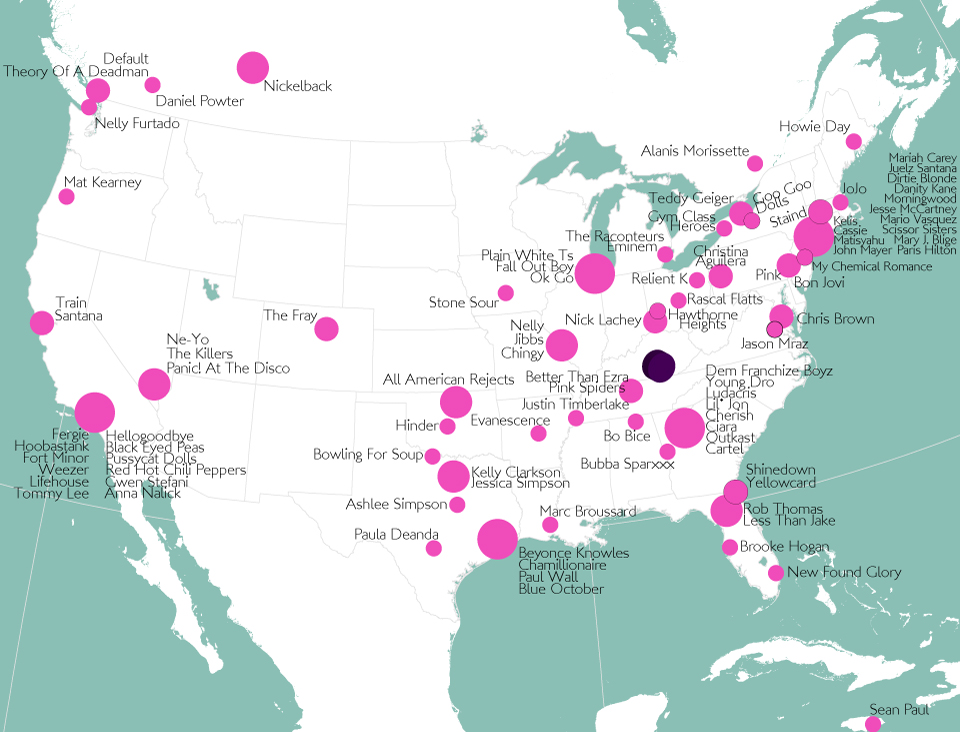 Default
Theory Of A Deadman
Daniel Powter
Nickelback
Nelly Furtado
Howie Day
Alanis Morissette
Mat Kearney
Mariah Carey
Juelz Santana
Dirtie Blonde
Danity Kane
Morningwood
Jesse McCartney
Mario Vasquez
Scissor Sisters
Mary J. Blige
Paris Hilton
JoJo
Kelis
Cassie
Matisyahu
John Mayer
Teddy Geiger
Goo Goo
Dolls
Staind
Gym Class
Heroes
The Raconteurs
Eminem
Christina
Aguilera
Plain White Ts
Fall Out Boy
Ok Go
Relient K
Pink
My Chemical Romance
Bon Jovi
Stone Sour
Rascal Flatts
Train
Santana
The Fray
Nick Lachey
Hawthorne
Heights
Chris Brown
Jason Mraz
Nelly
Jibbs
Chingy
Ne-Yo
The Killers
Panic! At The Disco
All American Rejects
Better Than Ezra
Pink Spiders
Justin Timberlake
Dem Franchize Boyz
Young Dro
Ludacris
Lil' Jon
Cherish
Ciara
Outkast
Cartel
Hinder
Evanescence
Bo Bice
Fergie
Hoobastank
Fort Minor
Weezer
Lifehouse
Tommy Lee
Hellogoodbye
Black Eyed Peas
Pussycat Dolls
Red Hot Chili Peppers
Gwen Stefani
Anna Nalick
Bowling For Soup
Bubba Sparxxx
Kelly Clarkson
Jessica Simpson
Shinedown
Yellowcard
Ashlee Simpson
Marc Broussard
Rob Thomas
Less Than Jake
Paula Deanda
Brooke Hogan
Beyonce Knowles
Chamillionaire
Paul Wall
Blue October
New Found Glory
Sean Paul